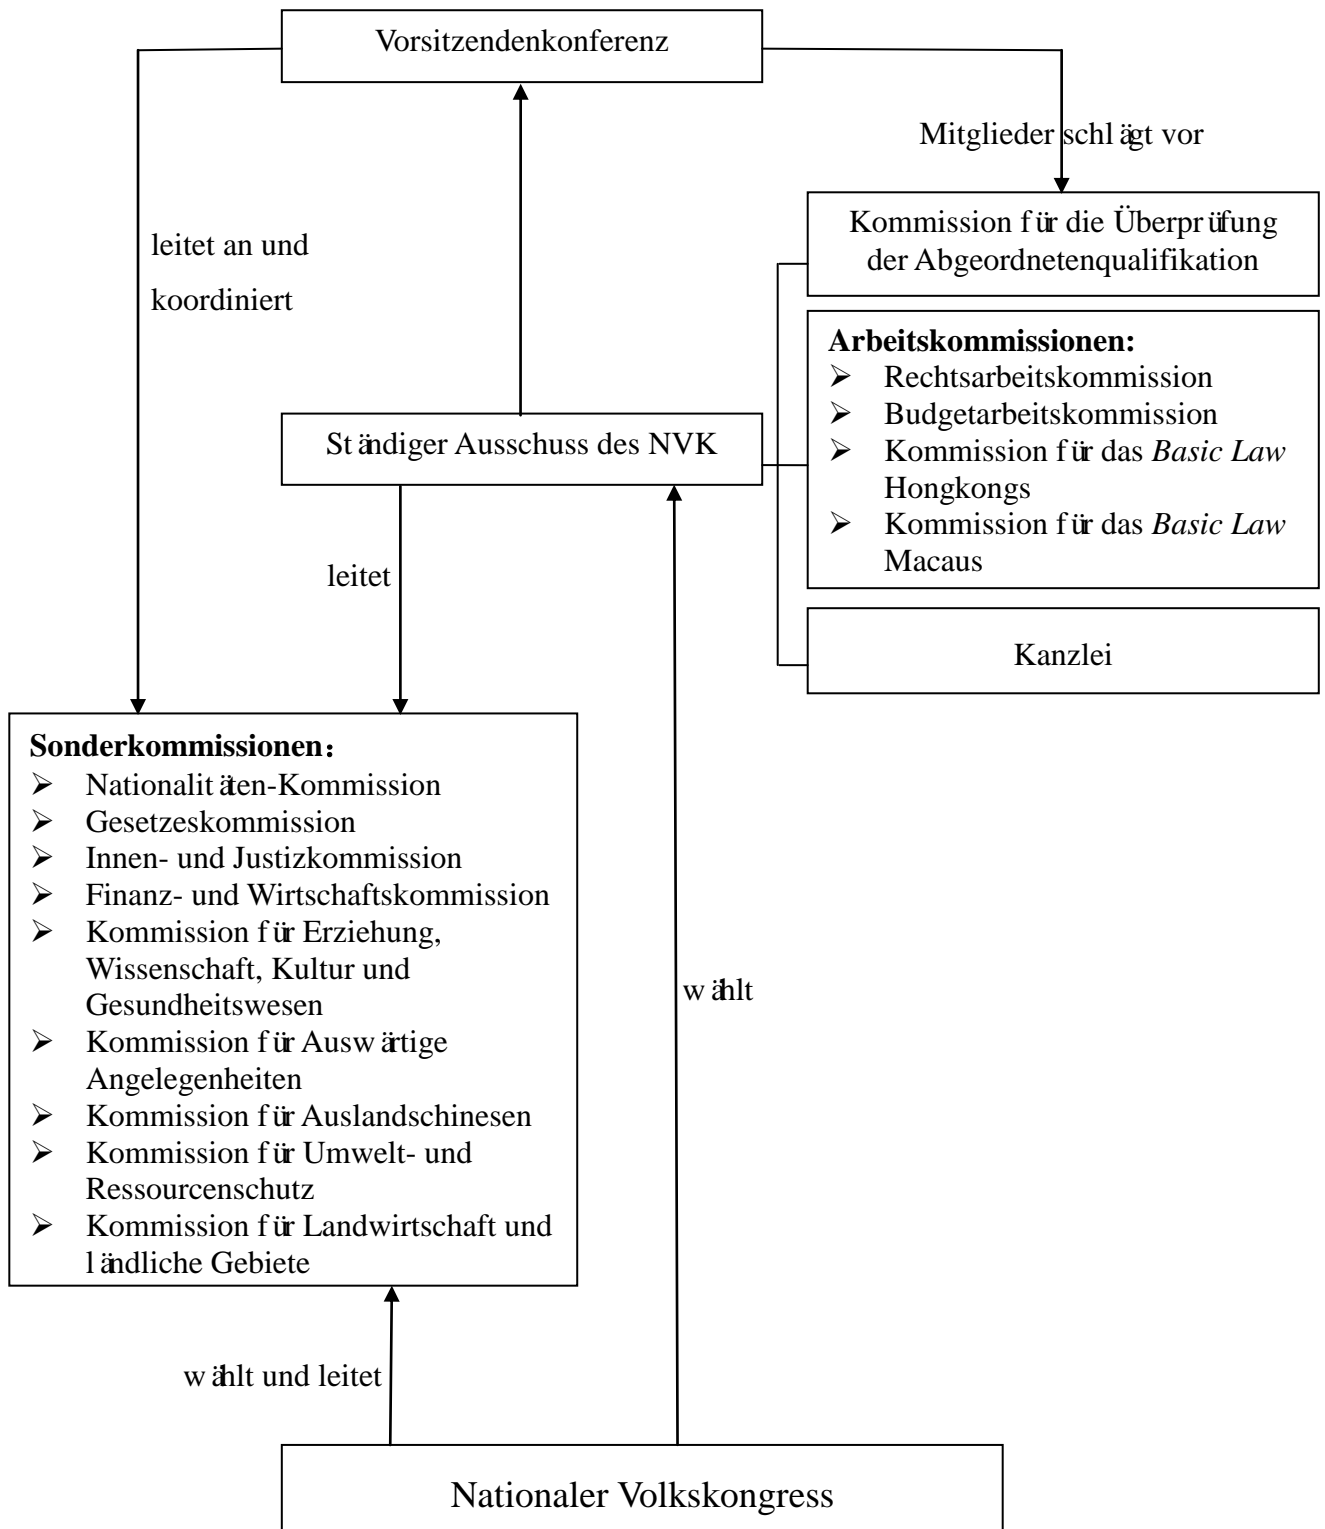 Vorsitzendenkonferenz
Mitglieder schlägt vor
leitet an und
koordiniert
Kommission für die Überprüfung
der Abgeordnetenqualifikation
Arbeitskommissionen:
➢ Rechtsarbeitskommission
➢ Budgetarbeitskommission
➢ Kommission für das Basic Law
Hongkongs
➢ Kommission für das Basic Law
Macaus
Ständiger Ausschuss des NVK
leitet
Kanzlei
Sonderkommissionen：
➢ Nationalitäten-Kommission
➢ Gesetzeskommission
➢ Innen- und Justizkommission
➢ Finanz- und Wirtschaftskommission
➢ Kommission für Erziehung,
Wissenschaft, Kultur und
Gesundheitswesen
➢ Kommission für Auswärtige
Angelegenheiten
➢ Kommission für Auslandschinesen
➢ Kommission für Umwelt- und
Ressourcenschutz
➢ Kommission für Landwirtschaft und
ländliche Gebiete
wählt
wählt und leitet
Nationaler Volkskongress